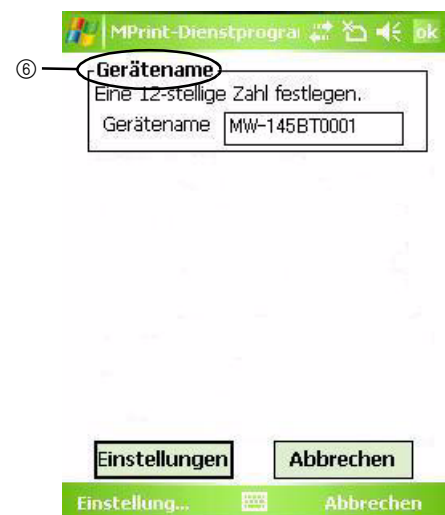 MPrint-Dienstprogra ok
⑥
Gerätename
Eine 12-stellige Zahl festlegen.
Gerätename MW-145BT0001
Einstellungen Abbrechen
Einstellung... Abbrechen